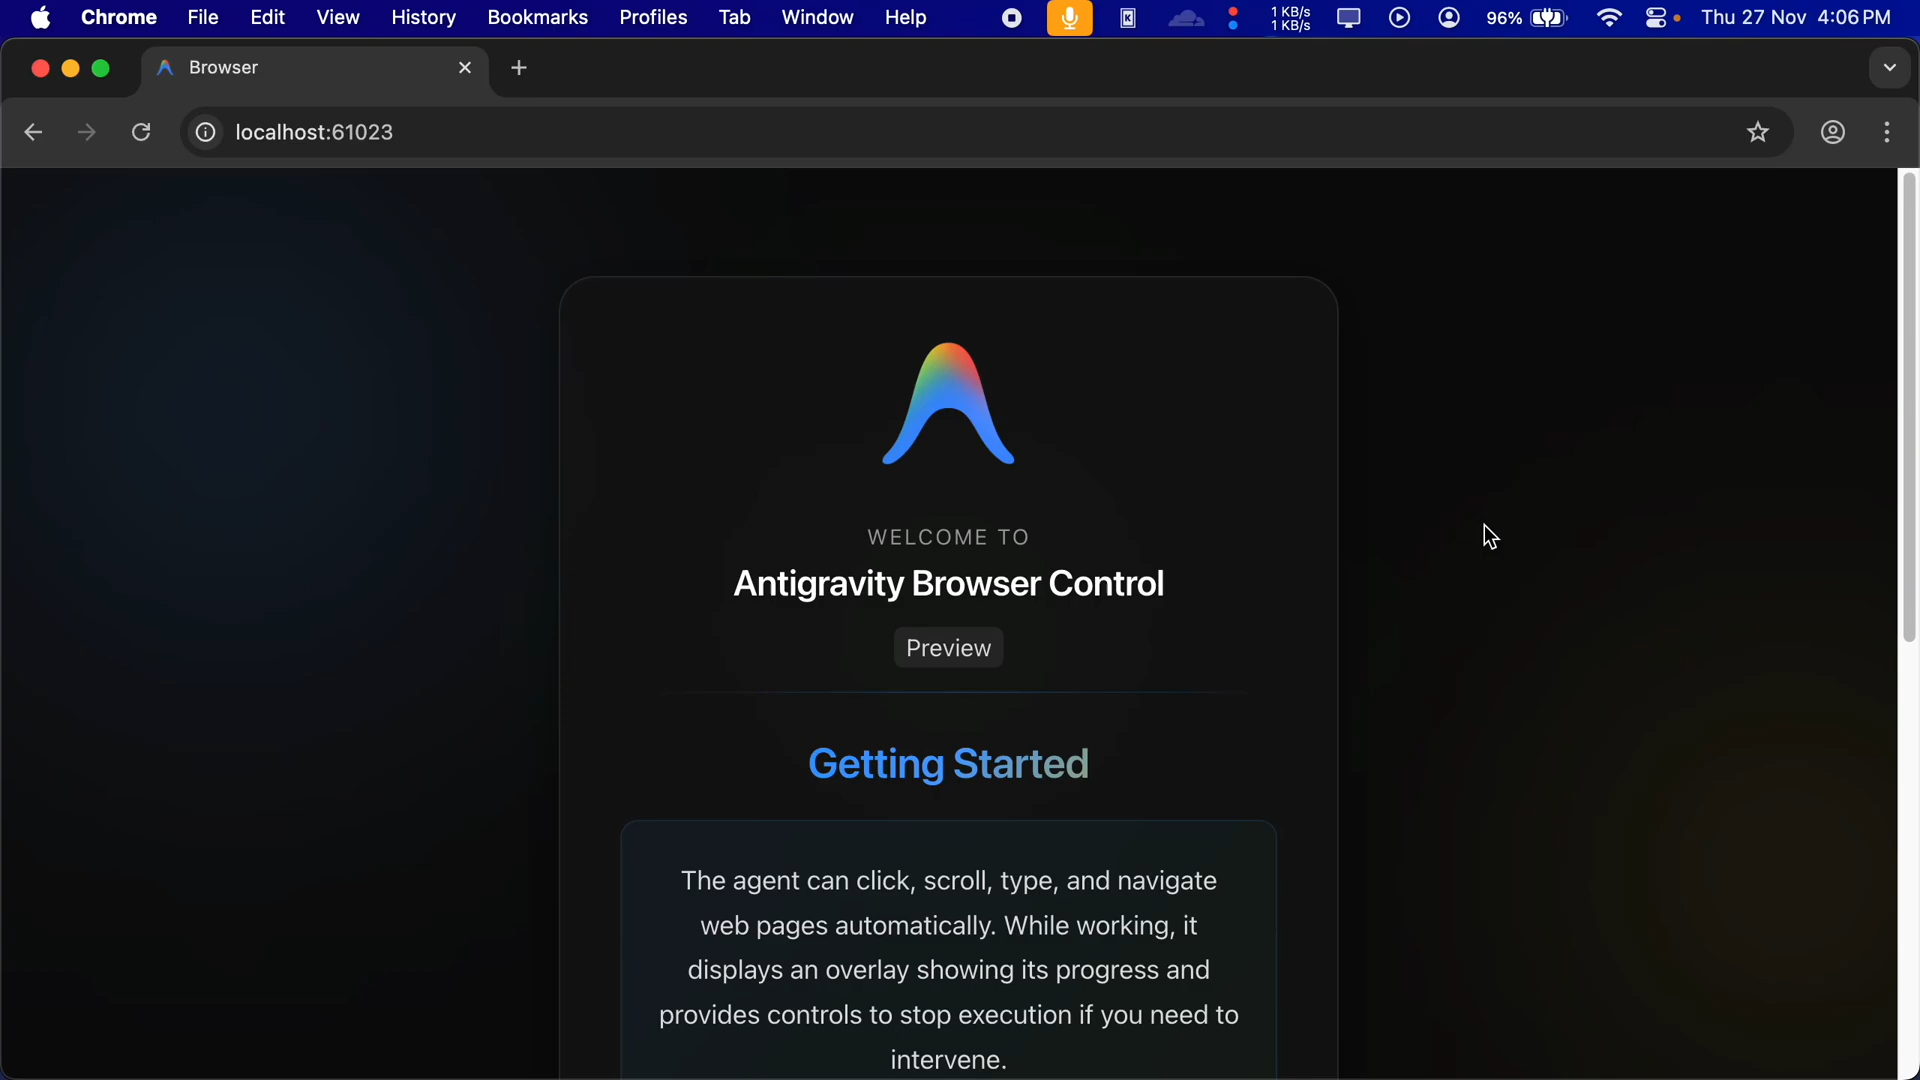 Chrome File Edit View History Bookmarks Profiles Tab Window Help 1 KB/s 96% Thu 27 Nov 4:06 PM
1 KB/s
Browser
localhost:61023
WELCOME TO
Antigravity Browser Control
Preview
Getting Started
The agent can click, scroll, type, and navigate
web pages automatically. While working, it
displays an overlay showing its progress and
provides controls to stop execution if you need to
intervene.